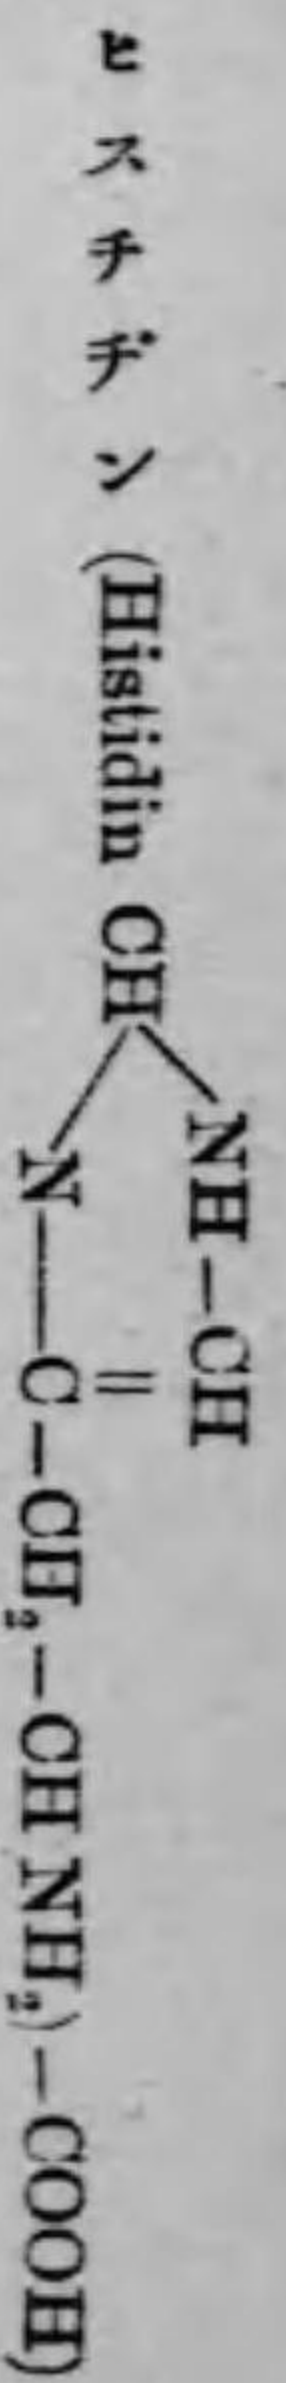 ヒスチヂン (Histidin CH<NH-CH
‖
N-C-CH₂-CH NH₂)-COOH)